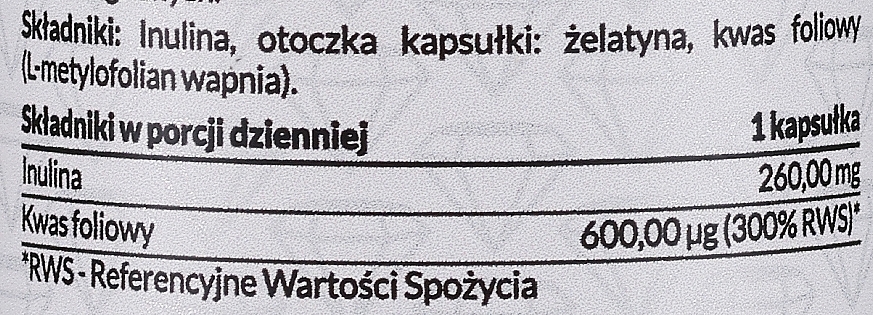 Składniki: Inulina, otoczka kapsułki: żelatyna, kwas foliowy
(L-metylofolian wapnia).
Składniki w porcji dziennej 1 kapsułka
Inulina 260,00 mg
Kwas foliowy 600,00 µg (300% RWS)*
*RWS - Referencyjne Wartości Spożycia